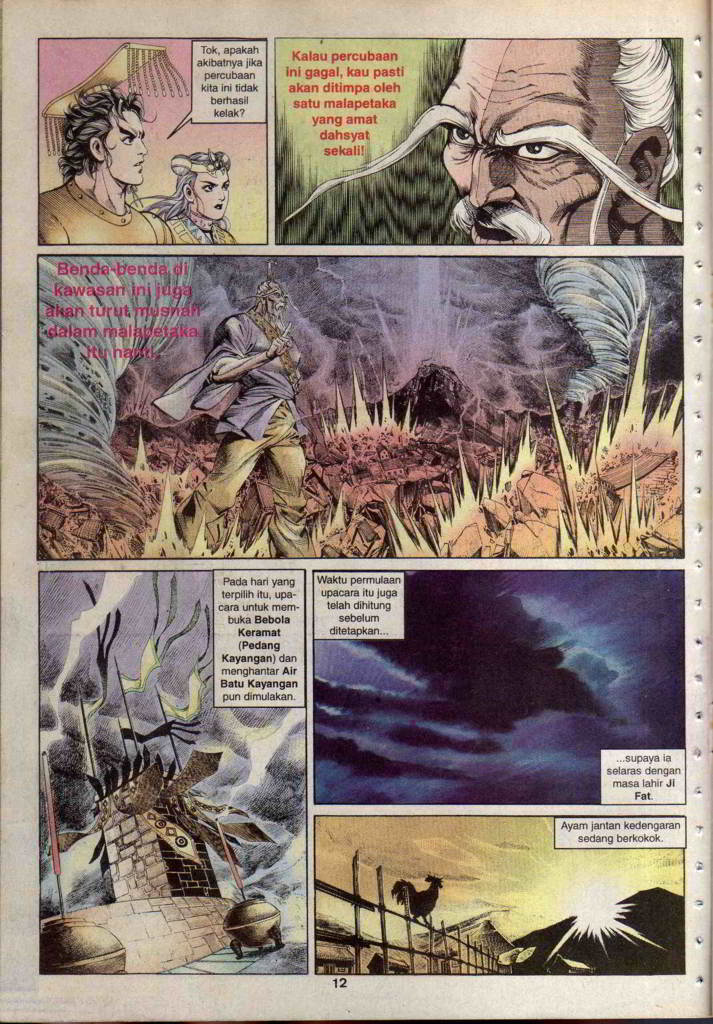 Tok, apakah
akibatnya jika
percubaan
kita ini tidak
berhasil
kelak?
Kalau percubaan
ini gagal, kau pasti
akan ditimpa oleh
satu malapetaka
yang amat
dahsyat
sekali!
Benda-benda di
kawasan ini juga
akan turut musnah
dalam malapetaka
itu nanti.
Pada hari yang
terpilih itu, upa-
cara untuk mem-
buka Bebola
Keramat
(Pedang
Kayangan) dan
menghantar Air
Batu Kayangan
pun dimulakan.
Waktu permulaan
upacara itu juga
telah dihitung
sebelum
ditetapkan...
...supaya ia
selaras dengan
masa lahir Ji
Fat.
Ayam jantan kedengaran
sedang berkokok.
12